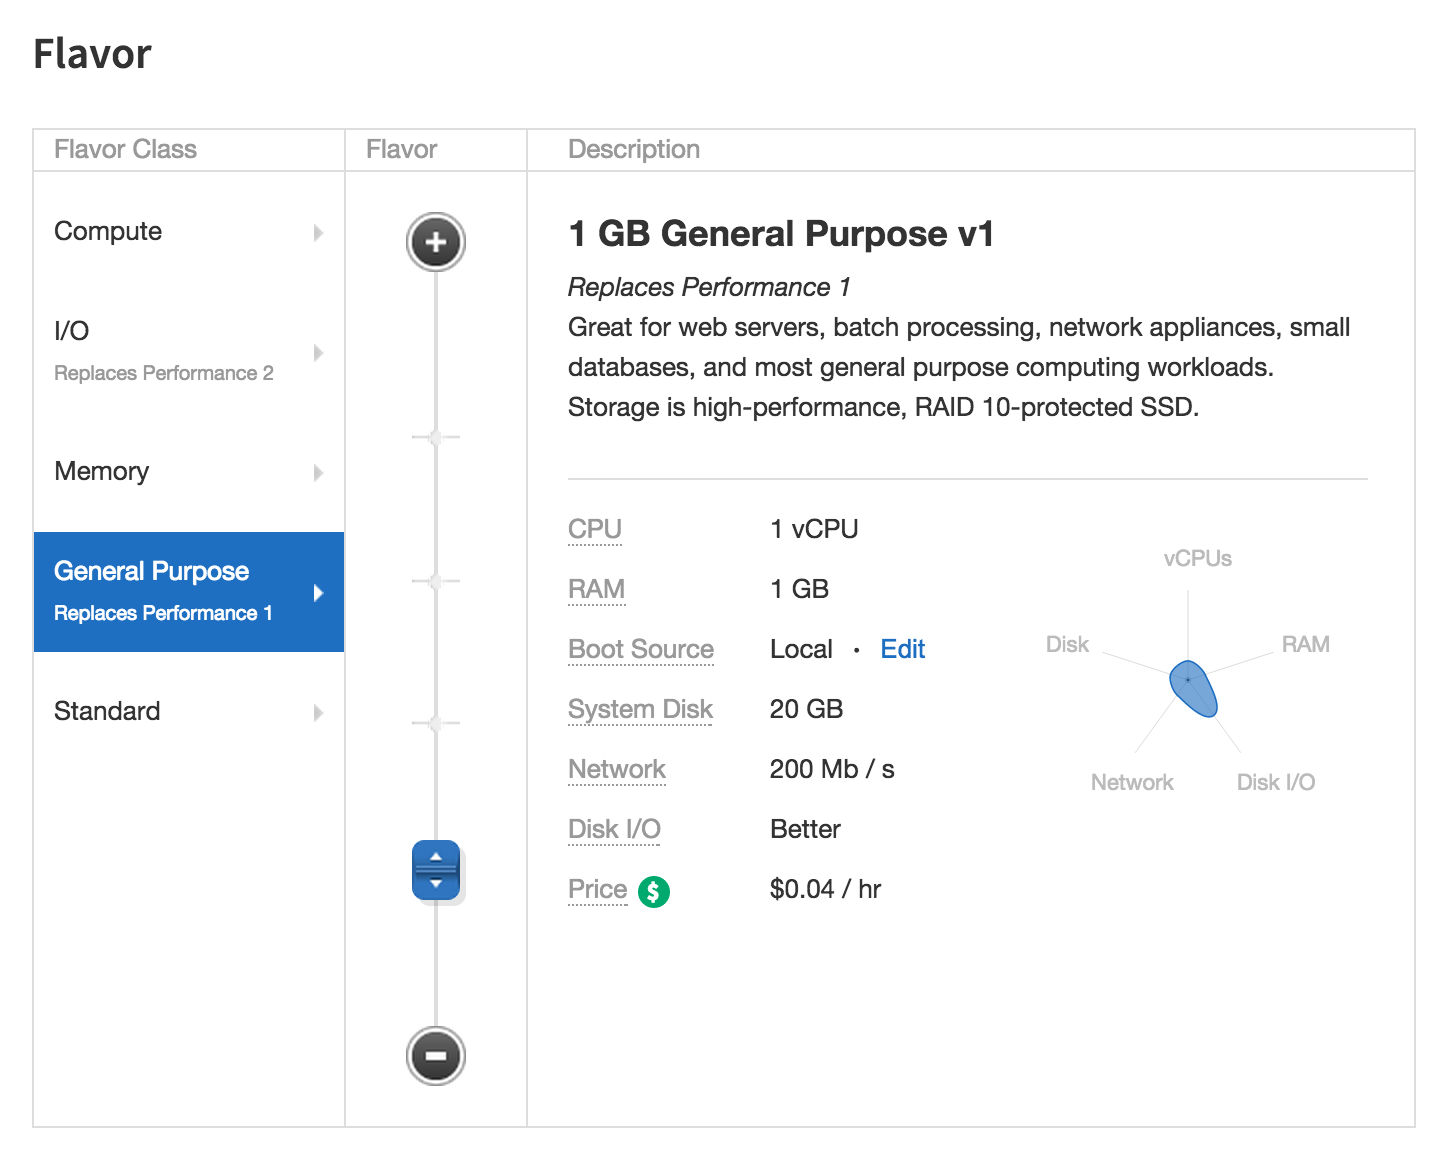 Flavor
Flavor Class
Flavor
Description
Compute
I/O
Replaces Performance 2
Memory
General Purpose
Replaces Performance 1
Standard
1 GB General Purpose v1
Replaces Performance 1
Great for web servers, batch processing, network appliances, small
databases, and most general purpose computing workloads.
Storage is high-performance, RAID 10-protected SSD.
CPU 1 vCPU
RAM 1 GB
Boot Source Local · Edit
System Disk 20 GB
Network 200 Mb / s
Disk I/O Better
Price $ $0.04 / hr
vCPUs
Disk
RAM
Network
Disk I/O